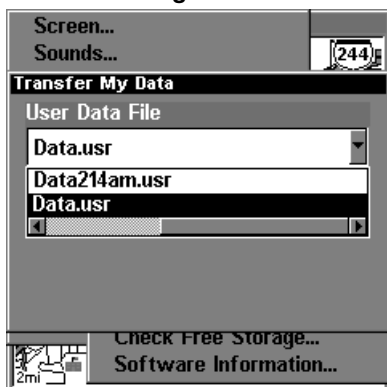 Screen...
Sounds...
244
Transfer My Data
User Data File
Data.usr
Data214am.usr
Data.usr
Check Free Storage...
2mi
Software Information...